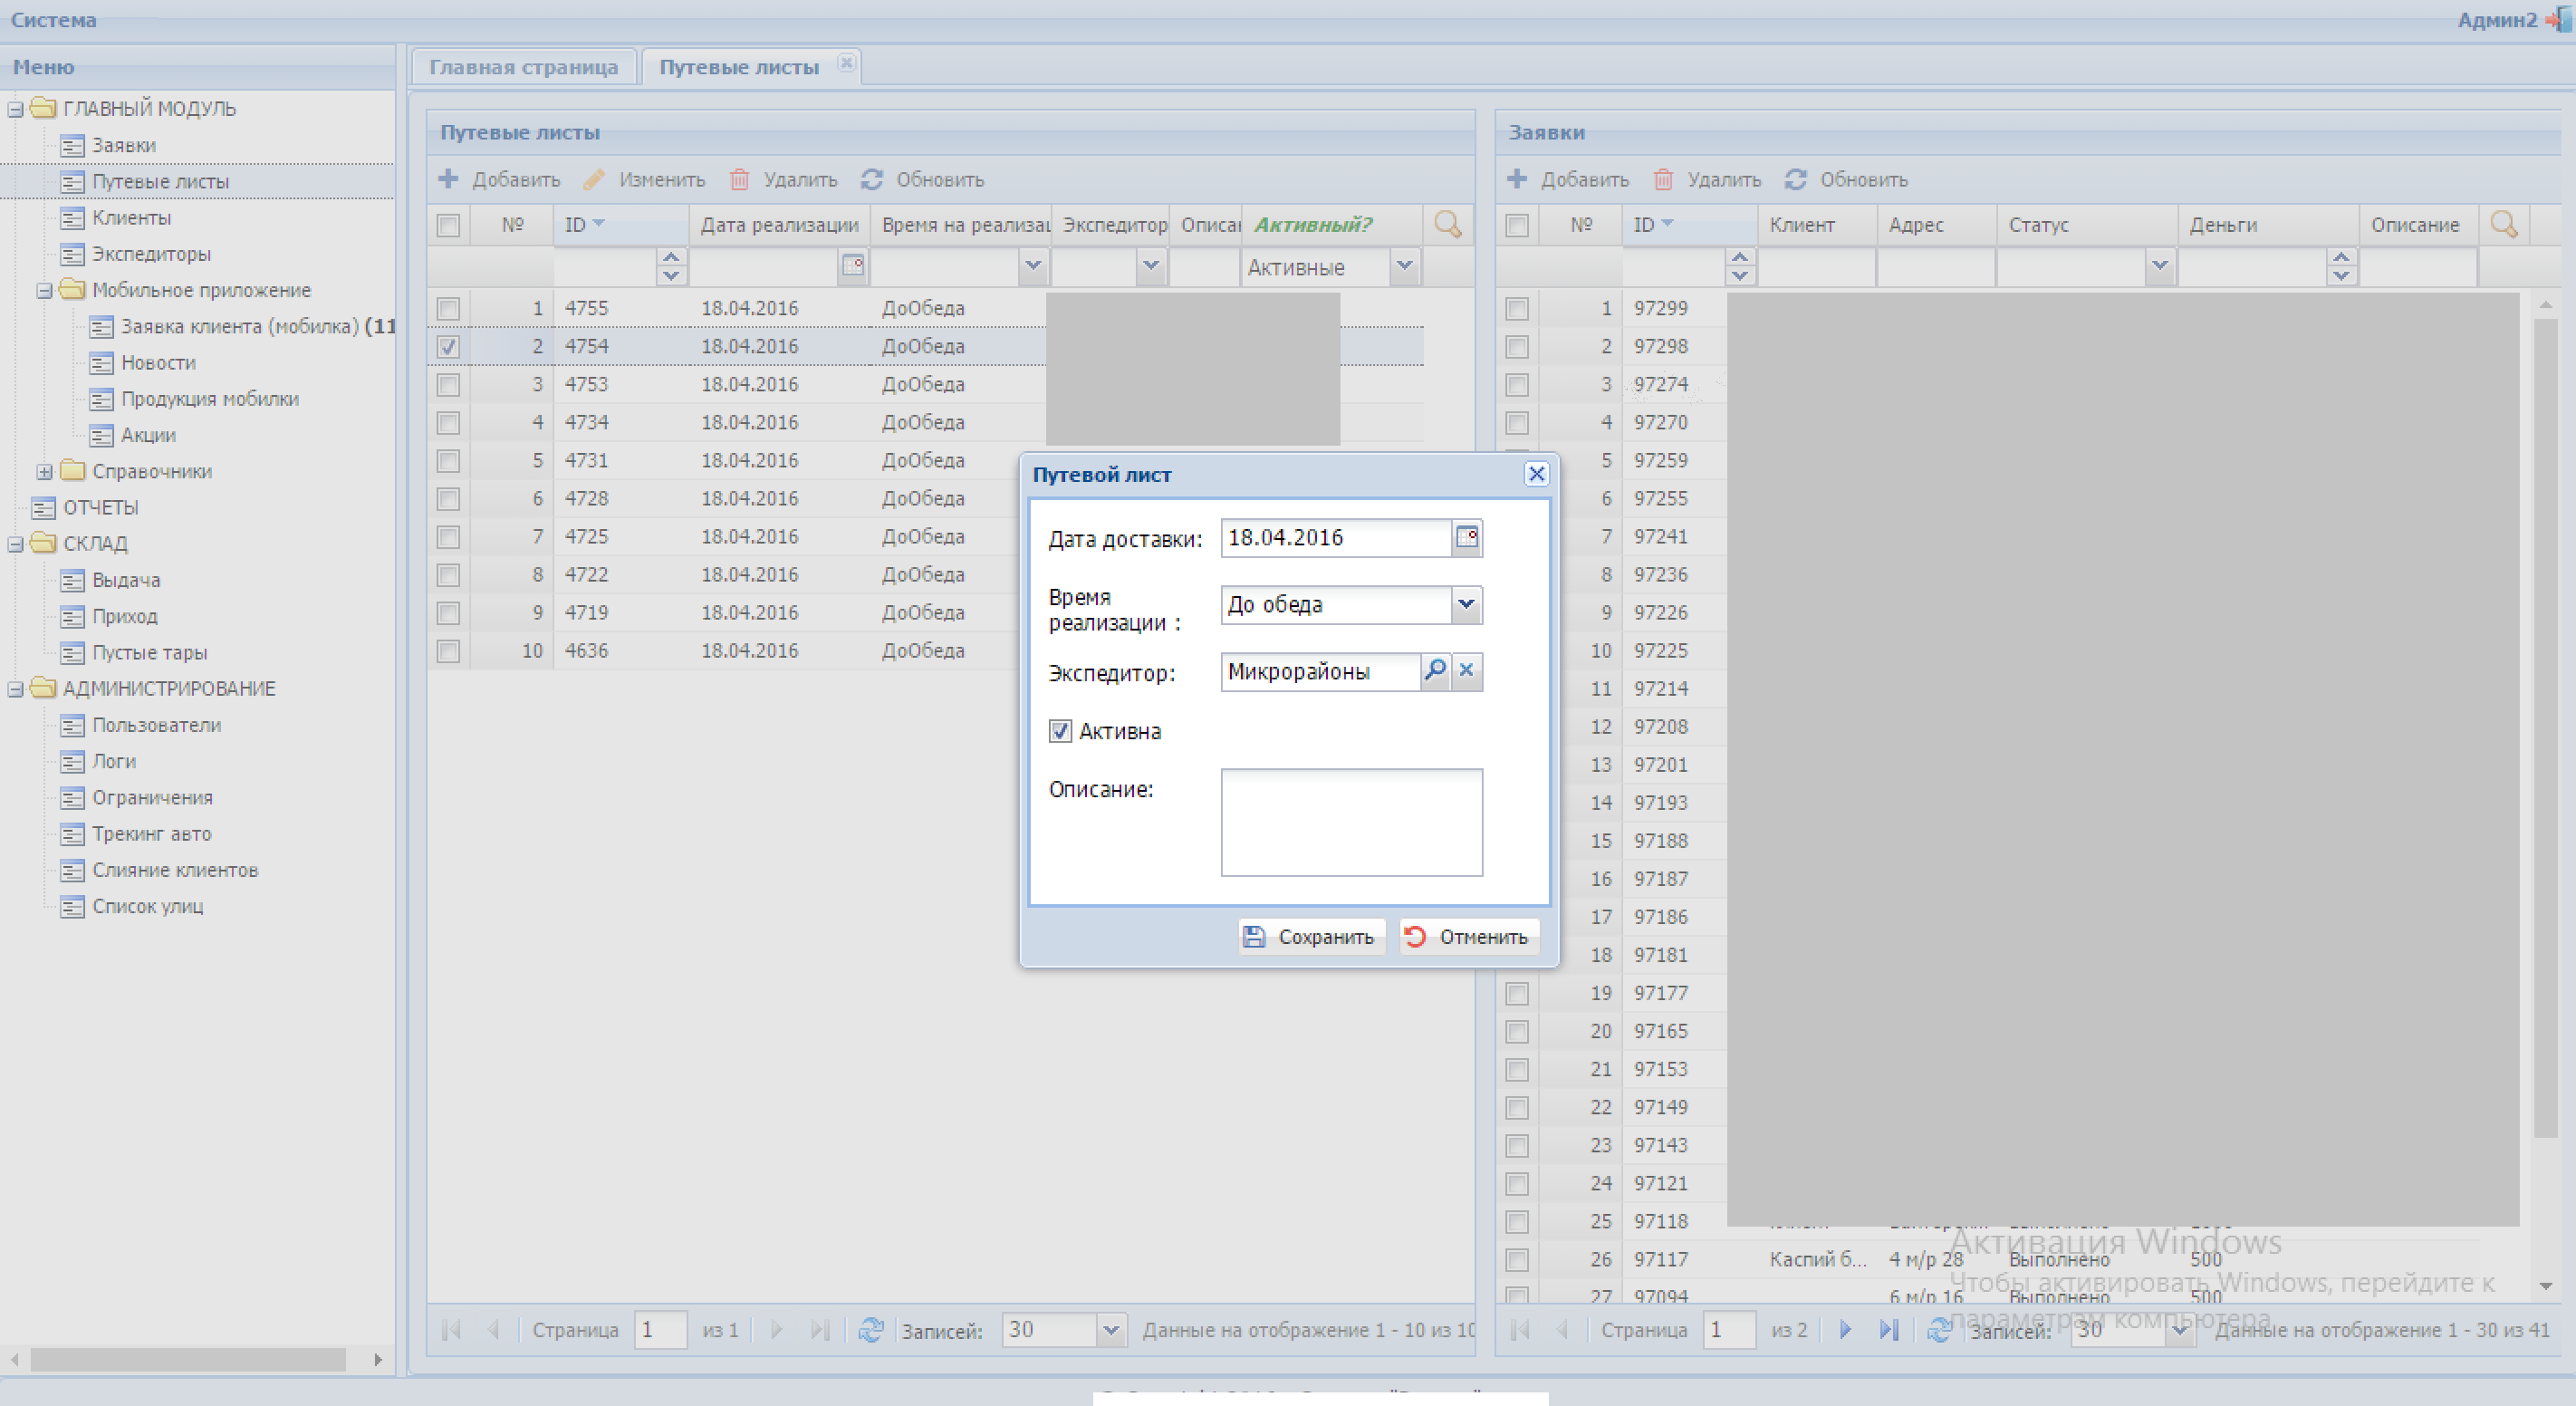 Система
Админ2
Меню
ГЛАВНЫЙ МОДУЛЬ
Заявки
Путевые листы
Клиенты
Экспедиторы
Мобильное приложение
Заявка клиента (мобилка) (11
Новости
Продукция мобилки
Акции
Справочники
ОТЧЕТЫ
СКЛАД
Выдача
Приход
Пустые тары
АДМИНИСТРИРОВАНИЕ
Пользователи
Логи
Ограничения
Трекинг авто
Слияние клиентов
Список улиц
Главная страница Путевые листы
Путевые листы
Добавить Изменить Удалить Обновить
№ ID Дата реализации Время на реализац Экспедитор Описан Активный?
Активные
1 4755 18.04.2016 ДоОбеда
2 4754 18.04.2016 ДоОбеда
3 4753 18.04.2016 ДоОбеда
4 4734 18.04.2016 ДоОбеда
5 4731 18.04.2016 ДоОбеда
6 4728 18.04.2016 ДоОбеда
7 4725 18.04.2016 ДоОбеда
8 4722 18.04.2016 ДоОбеда
9 4719 18.04.2016 ДоОбеда
10 4636 18.04.2016 ДоОбеда
Страница 1 из 1 Записей: 30 Данные на отображение 1 - 10 из 10
Путевой лист
Дата доставки: 18.04.2016
Время
реализации : До обеда
Экспедитор: Микрорайоны
Активна
Описание:
Сохранить Отменить
Заявки
Добавить Удалить Обновить
№ ID Клиент Адрес Статус Деньги Описание
1 97299
2 97298
3 97274
4 97270
5 97259
6 97255
7 97241
8 97236
9 97226
10 97225
11 97214
12 97208
13 97201
14 97193
15 97188
16 97187
17 97186
18 97181
19 97177
20 97165
21 97153
22 97149
23 97143
24 97121
25 97118
26 97117 Каспий б... 4 м/р 28 Выполнено 500
27 97094 6 м/р 16 Выполнено 500
Страница 1 из 2 Записей: 30 Данные на отображение 1 - 30 из 41
Активация Windows
Чтобы активировать Windows, перейдите к
параметрам компьютера.